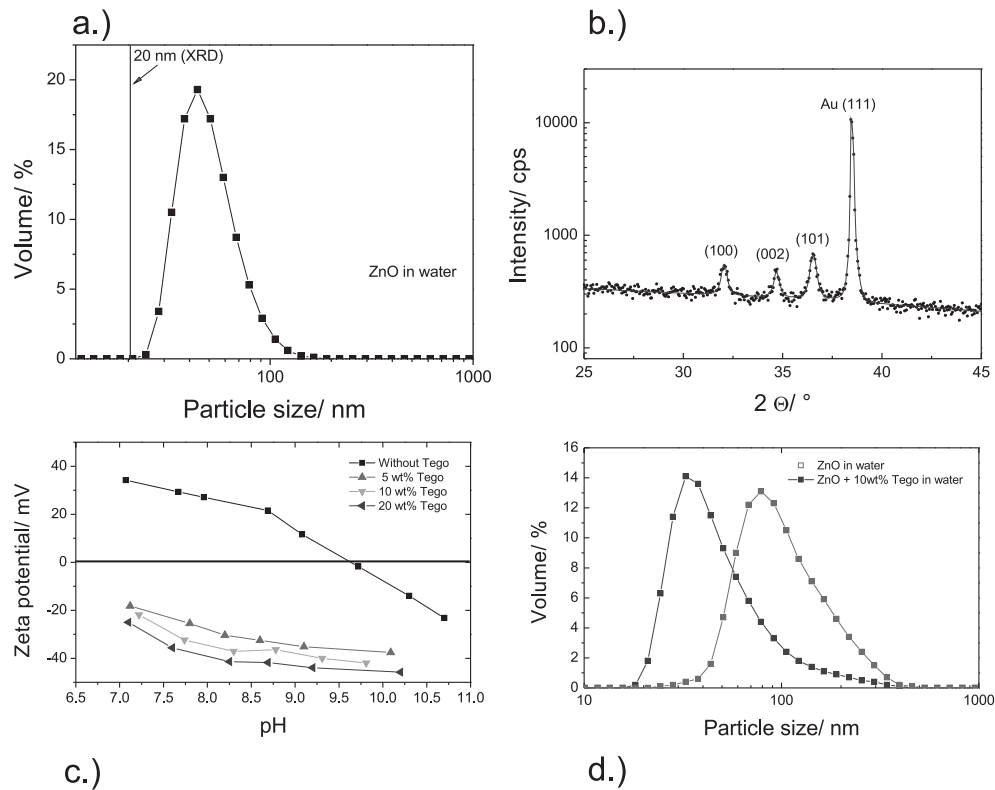 a.)
20 nm (XRD)
20
15
10
5
0
Volume/ %
ZnO in water
100
1000
Particle size/ nm
b.)
Au (111)
10000
1000
100
Intensity/ cps
(100)
(002)
(101)
25
30
35
40
45
2 Θ/ °
40
20
0
-20
-40
Zeta potential/ mV
Without Tego
5 wt% Tego
10 wt% Tego
20 wt% Tego
6.5
7.0
7.5
8.0
8.5
9.0
9.5
10.0
10.5
11.0
pH
c.)
16
14
12
10
8
6
4
2
0
Volume/ %
ZnO in water
ZnO + 10wt% Tego in water
10
100
1000
Particle size/ nm
d.)